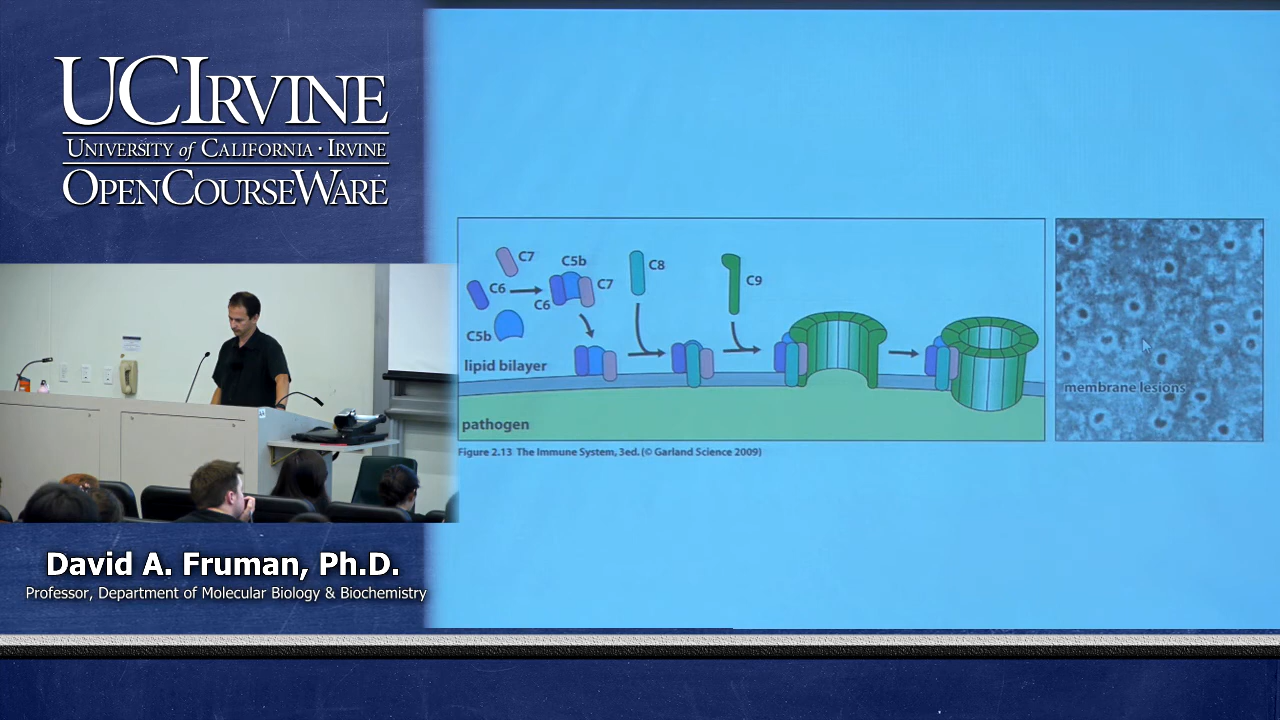 UCIRVINE
UNIVERSITY of CALIFORNIA · IRVINE
OPENCOURSEWARE
David A. Fruman, Ph.D.
Professor, Department of Molecular Biology & Biochemistry
C7
C5b
C6
C7
C6
C5b
C8
C9
lipid bilayer
pathogen
membrane lesions
Figure 2.13 The Immune System, 3ed. (© Garland Science 2009)